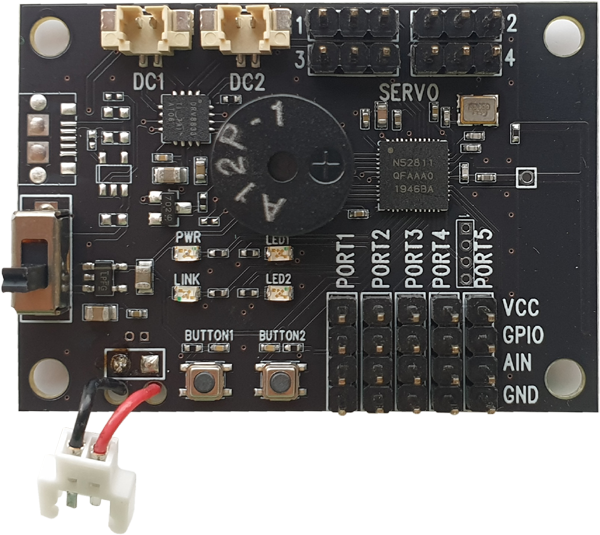 DC1
DC2
1
2
3
4
SERVO
A12P-1
+
N52811
QFAAA0
1946BA
PWR
LED1
LINK
LED2
PORT1
PORT2
PORT3
PORT4
PORT5
BUTTON1
BUTTON2
VCC
GPIO
AIN
GND